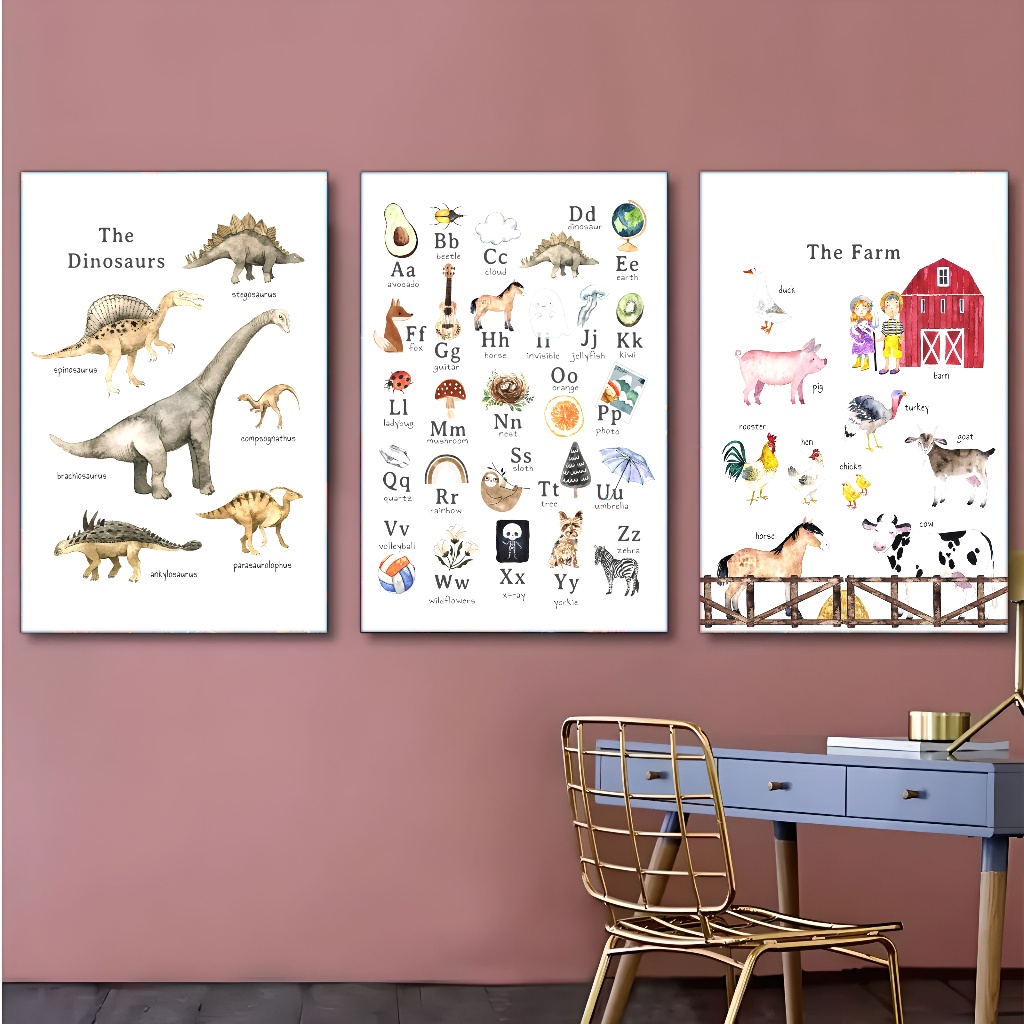 The
Dinosaurs
stegosaurus
spinosaurus
compsognathus
brachiosaurus
ankylosaurus
parasaurolophus
Aa
avocado
Bb
beetle
Cc
cloud
Dd
dinosaur
Ee
earth
Ff
fox
Gg
guitar
Hh
horse
Ii
invisible
Jj
jellyfish
Kk
kiwi
Ll
ladybug
Mm
mushroom
Nn
nest
Oo
orange
Pp
photo
Qq
quartz
Rr
rainbow
Ss
sloth
Tt
tree
Uu
umbrella
Vv
volleyball
Ww
wildflowers
Xx
x-ray
Yy
yorkie
Zz
zebra
The Farm
duck
barn
pig
turkey
rooster
hen
goat
chicks
horse
cow